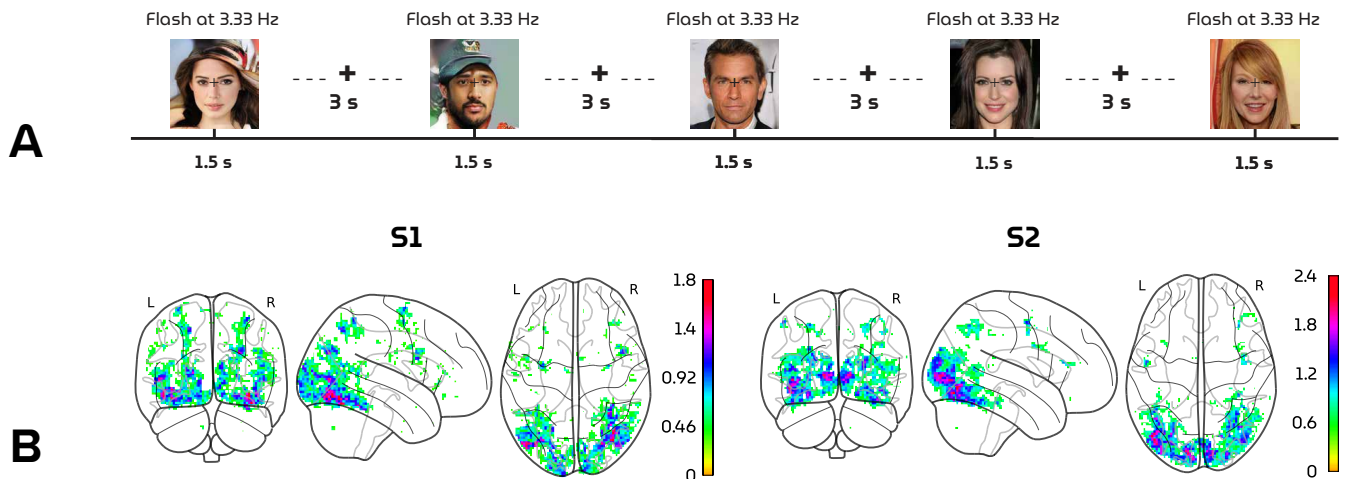 Flash at 3.33 Hz Flash at 3.33 Hz Flash at 3.33 Hz Flash at 3.33 Hz Flash at 3.33 Hz
3 s 3 s 3 s 3 s
A
1.5 s 1.5 s 1.5 s 1.5 s 1.5 s
S1 S2
L R L R 1.8 L R L R 2.4
1.4 1.8
0.92 1.2
0.46 0.6
B
0 0